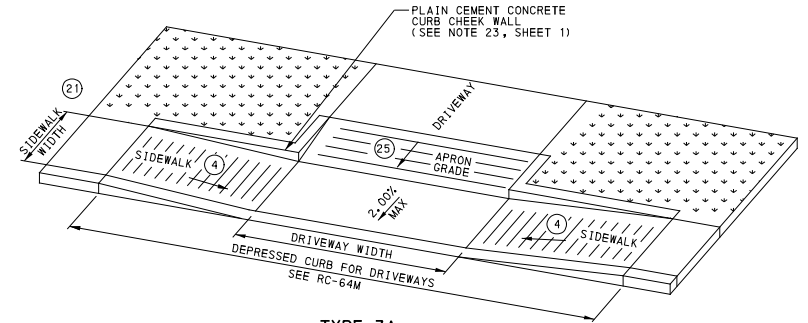 PLAIN CEMENT CONCRETE
CURB CHEEK WALL
(SEE NOTE 23, SHEET 1)
21
SIDEWALK
WIDTH
DRIVEWAY
SIDEWALK
4
25
APRON
GRADE
2.00%
MAX
4
SIDEWALK
DRIVEWAY WIDTH
DEPRESSED CURB FOR DRIVEWAYS
SEE RC-64M